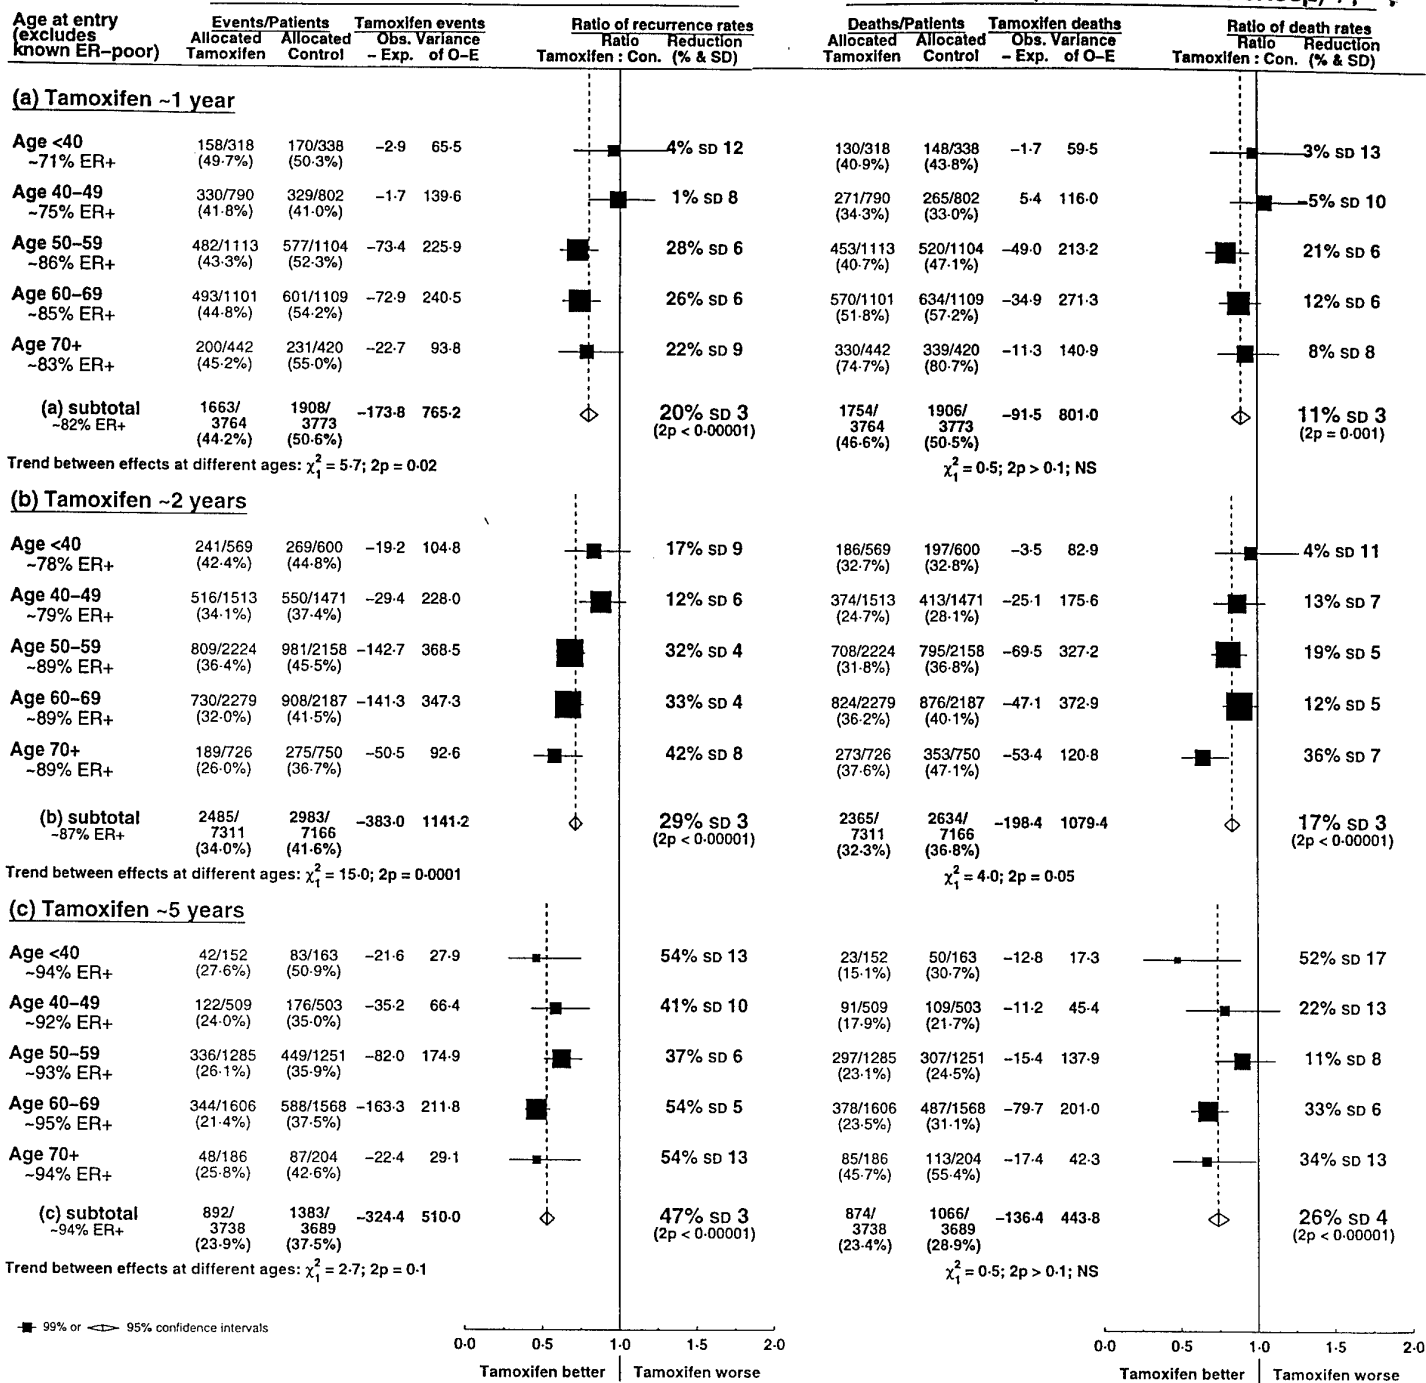 Age at entry (excludes known ER–poor) Events/Patients Tamoxifen events Ratio of recurrence rates Deaths/Patients Tamoxifen deaths Ratio of death rates
Allocated Tamoxifen Allocated Control Obs. – Exp. Variance of O–E Ratio Tamoxifen : Con. Reduction (% & SD) Allocated Tamoxifen Allocated Control Obs. – Exp. Variance of O–E Ratio Tamoxifen : Con. Reduction (% & SD)
(a) Tamoxifen ~1 year
Age <40 158/318 170/338 –2·9 65·5 4% SD 12 130/318 148/338 –1·7 59·5 3% SD 13
~71% ER+ (49·7%) (50·3%) (40·9%) (43·8%)
Age 40–49 330/790 329/802 –1·7 139·6 1% SD 8 271/790 265/802 5·4 116·0 –5% SD 10
~75% ER+ (41·8%) (41·0%) (34·3%) (33·0%)
Age 50–59 482/1113 577/1104 –73·4 225·9 28% SD 6 453/1113 520/1104 –49·0 213·2 21% SD 6
~86% ER+ (43·3%) (52·3%) (40·7%) (47·1%)
Age 60–69 493/1101 601/1109 –72·9 240·5 26% SD 6 570/1101 634/1109 –34·9 271·3 12% SD 6
~85% ER+ (44·8%) (54·2%) (51·8%) (57·2%)
Age 70+ 200/442 231/420 –22·7 93·8 22% SD 9 330/442 339/420 –11·3 140·9 8% SD 8
~83% ER+ (45·2%) (55·0%) (74·7%) (80·7%)
(a) subtotal 1663/ 1908/ –173·8 765·2 20% SD 3 1754/ 1906/ –91·5 801·0 11% SD 3
~82% ER+ 3764 3773 (2p < 0·00001) 3764 3773 (2p = 0·001)
(44·2%) (50·6%) (46·6%) (50·5%)
Trend between effects at different ages: χ²₁ = 5·7; 2p = 0·02 χ²₁ = 0·5; 2p > 0·1; NS
(b) Tamoxifen ~2 years
Age <40 241/569 269/600 –19·2 104·8 17% SD 9 186/569 197/600 –3·5 82·9 4% SD 11
~78% ER+ (42·4%) (44·8%) (32·7%) (32·8%)
Age 40–49 516/1513 550/1471 –29·4 228·0 12% SD 6 374/1513 413/1471 –25·1 175·6 13% SD 7
~79% ER+ (34·1%) (37·4%) (24·7%) (28·1%)
Age 50–59 809/2224 981/2158 –142·7 368·5 32% SD 4 708/2224 795/2158 –69·5 327·2 19% SD 5
~89% ER+ (36·4%) (45·5%) (31·8%) (36·8%)
Age 60–69 730/2279 908/2187 –141·3 347·3 33% SD 4 824/2279 876/2187 –47·1 372·9 12% SD 5
~89% ER+ (32·0%) (41·5%) (36·2%) (40·1%)
Age 70+ 189/726 275/750 –50·5 92·6 42% SD 8 273/726 353/750 –53·4 120·8 36% SD 7
~89% ER+ (26·0%) (36·7%) (37·6%) (47·1%)
(b) subtotal 2485/ 2983/ –383·0 1141·2 29% SD 3 2365/ 2634/ –198·4 1079·4 17% SD 3
~87% ER+ 7311 7166 (2p < 0·00001) 7311 7166 (2p < 0·00001)
(34·0%) (41·6%) (32·3%) (36·8%)
Trend between effects at different ages: χ²₁ = 15·0; 2p = 0·0001 χ²₁ = 4·0; 2p = 0·05
(c) Tamoxifen ~5 years
Age <40 42/152 83/163 –21·6 27·9 54% SD 13 23/152 50/163 –12·8 17·3 52% SD 17
~94% ER+ (27·6%) (50·9%) (15·1%) (30·7%)
Age 40–49 122/509 176/503 –35·2 66·4 41% SD 10 91/509 109/503 –11·2 45·4 22% SD 13
~92% ER+ (24·0%) (35·0%) (17·9%) (21·7%)
Age 50–59 336/1285 449/1251 –82·0 174·9 37% SD 6 297/1285 307/1251 –15·4 137·9 11% SD 8
~93% ER+ (26·1%) (35·9%) (23·1%) (24·5%)
Age 60–69 344/1606 588/1568 –163·3 211·8 54% SD 5 378/1606 487/1568 –79·7 201·0 33% SD 6
~95% ER+ (21·4%) (37·5%) (23·5%) (31·1%)
Age 70+ 48/186 87/204 –22·4 29·1 54% SD 13 85/186 113/204 –17·4 42·3 34% SD 13
~94% ER+ (25·8%) (42·6%) (45·7%) (55·4%)
(c) subtotal 892/ 1383/ –324·4 510·0 47% SD 3 874/ 1066/ –136·4 443·8 26% SD 4
~94% ER+ 3738 3689 (2p < 0·00001) 3738 3689 (2p < 0·00001)
(23·9%) (37·5%) (23·4%) (28·9%)
Trend between effects at different ages: χ²₁ = 2·7; 2p = 0·1 χ²₁ = 0·5; 2p > 0·1; NS
99% or 95% confidence intervals
0·0 0·5 1·0 1·5 2·0 0·0 0·5 1·0 1·5 2·0
Tamoxifen better Tamoxifen worse Tamoxifen better Tamoxifen worse